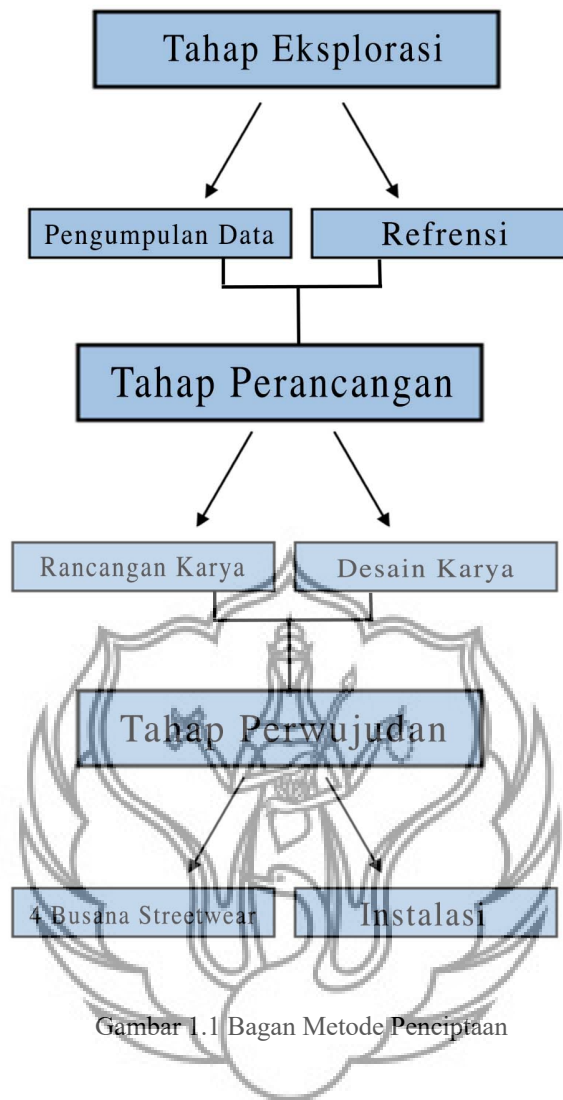 Tahap Eksplorasi
Pengumpulan Data
Refrensi
Tahap Perancangan
Rancangan Karya
Desain Karya
Tahap Perwujudan
4 Busana Streetwear
Instalasi
Gambar 1.1 Bagan Metode Penciptaan